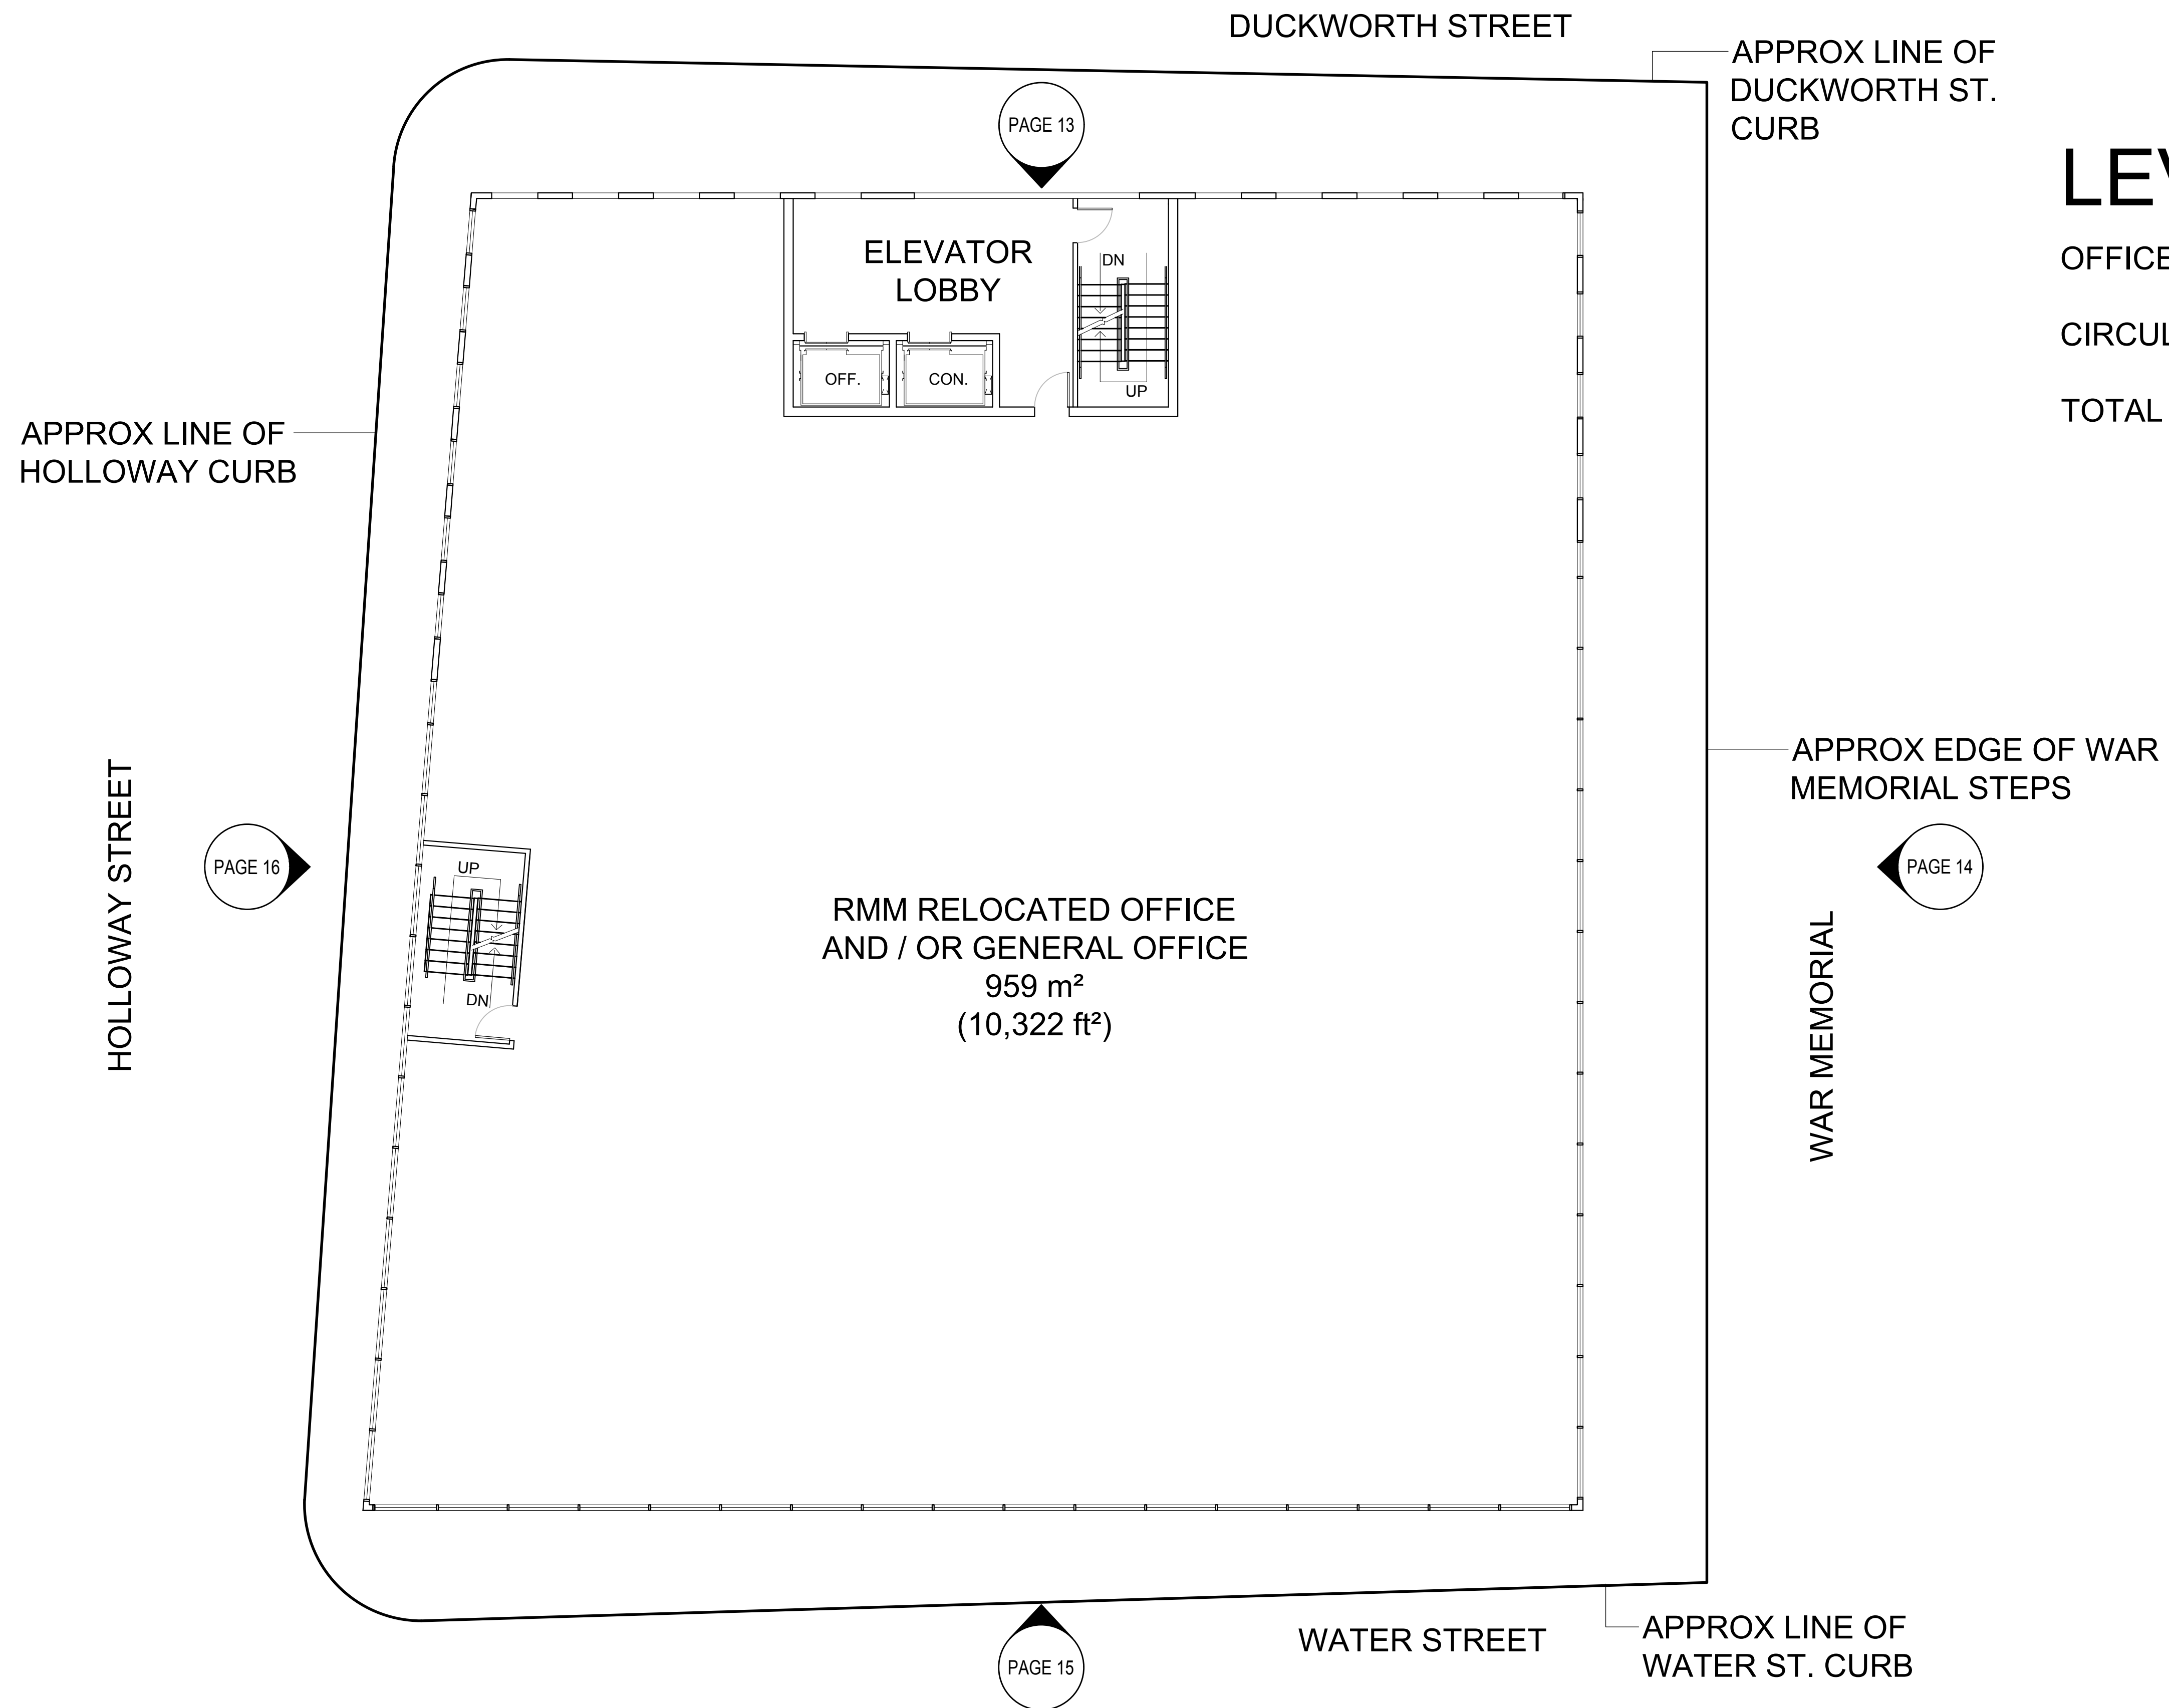 DUCKWORTH STREET
APPROX LINE OF
DUCKWORTH ST.
CURB
PAGE 13
ELEVATOR
LOBBY
DN
UP
OFF.
CON.
APPROX LINE OF
HOLLOWAY CURB
OFFICE
TOTAL
APPROX EDGE OF WAR
MEMORIAL STEPS
HOLLOWAY STREET
PAGE 16
UP
DN
RMM RELOCATED OFFICE
AND / OR GENERAL OFFICE
959 m²
(10,322 ft²)
PAGE 14
WAR MEMORIAL
PAGE 15
WATER STREET
APPROX LINE OF
WATER ST. CURB